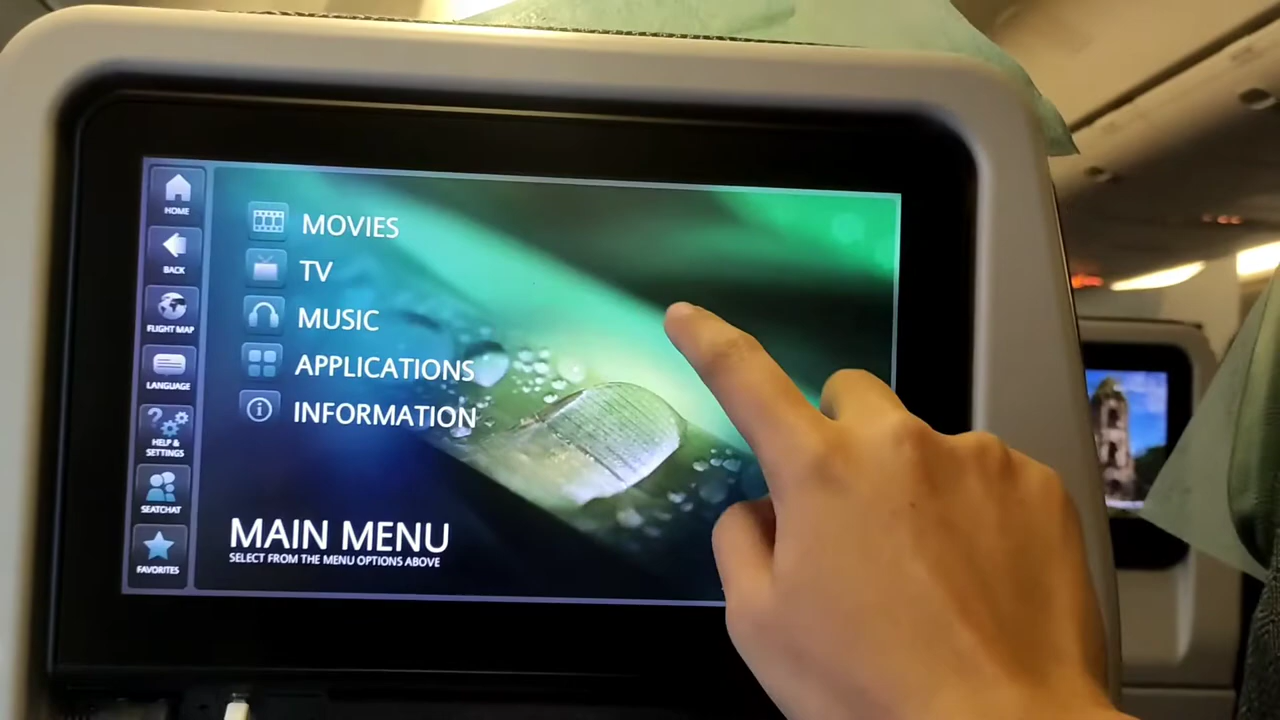 HOME
BACK
FLIGHT MAP
LANGUAGE
HELP &
SETTINGS
SEATCHAT
FAVORITES
MOVIES
TV
MUSIC
APPLICATIONS
INFORMATION
MAIN MENU
SELECT FROM THE MENU OPTIONS ABOVE